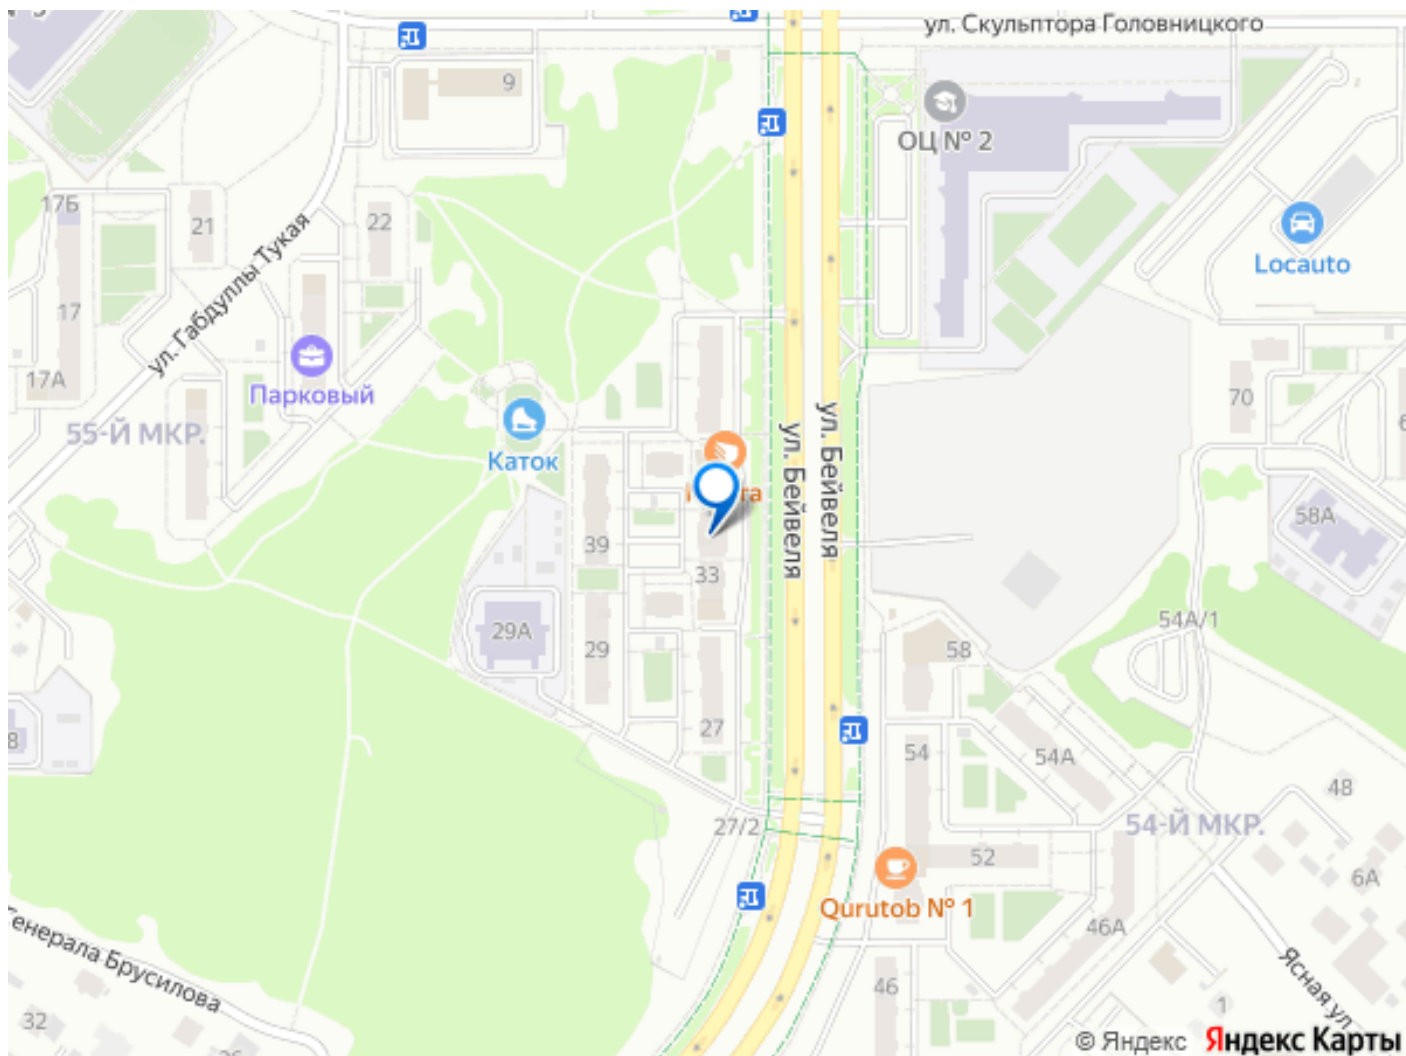 ул. Скульптора Головницкого
9
ОЦ № 2
17Б
21
22
ул. Габдуллы Тукая
Locauto
17
Парковый
17А
55-Й МКР.
70
Каток
ул. Бейвеля
ул. Бейвеля
39
33
58А
29А
29
54А/1
58
27
54
54А
48
27/2
54-Й МКР.
52
6А
Qurutob № 1
46А
Генерала Брусилова
46
Ясная ул.
1
32
© Яндекс Яндекс Карты